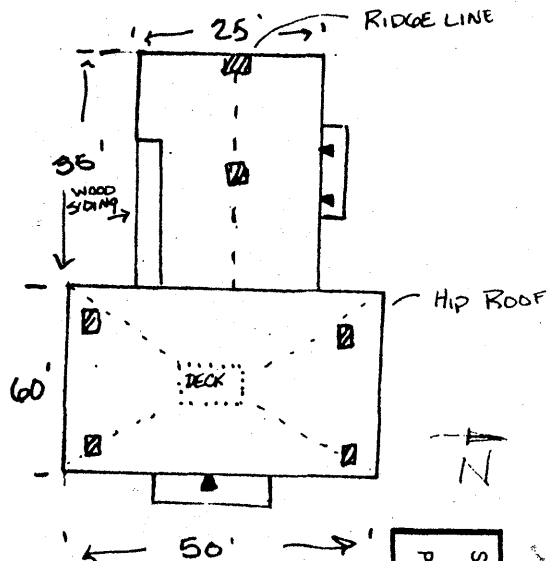 25'
RIDGE LINE
35'
WOOD
SIDING
HIP ROOF
DECK
60'
N
50'
S
P